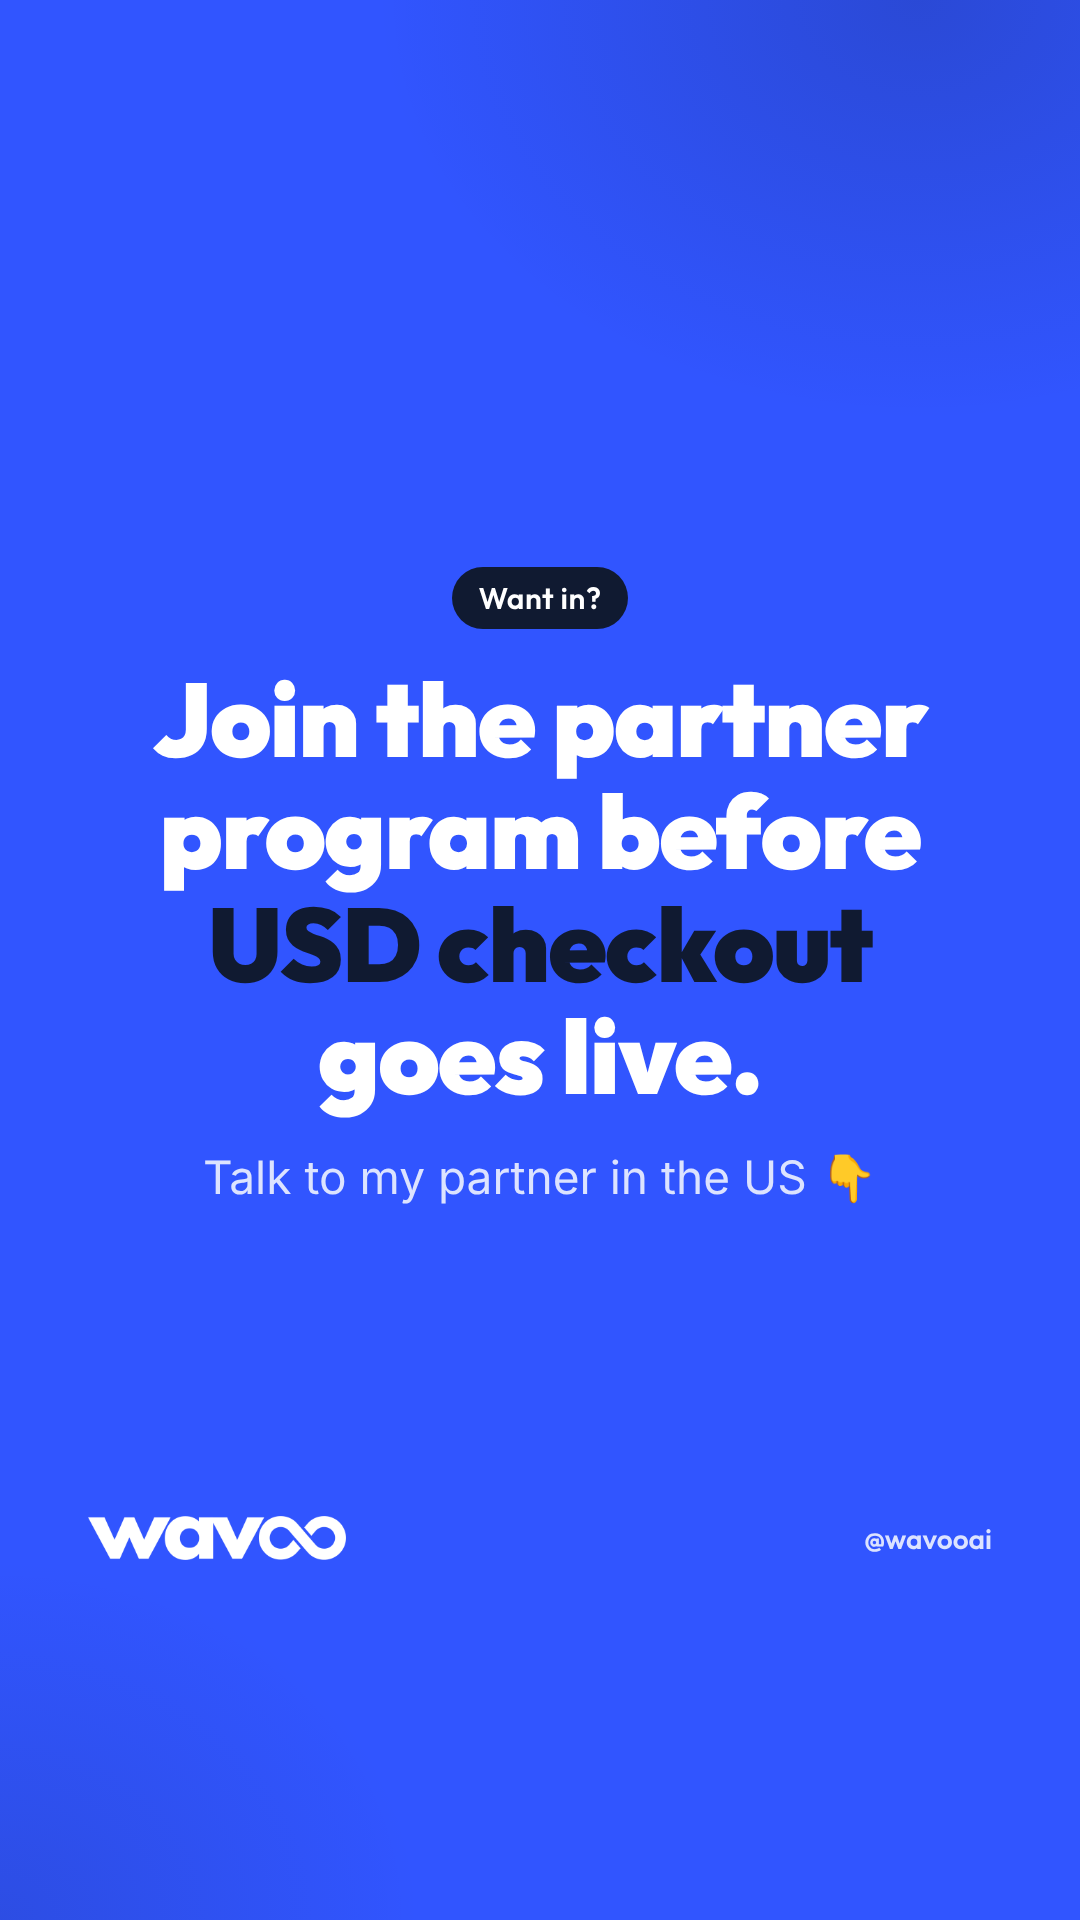 Want in?
Join the partner
program before
USD checkout
goes live.
Talk to my partner in the US 👇
wavoo
@wavooai